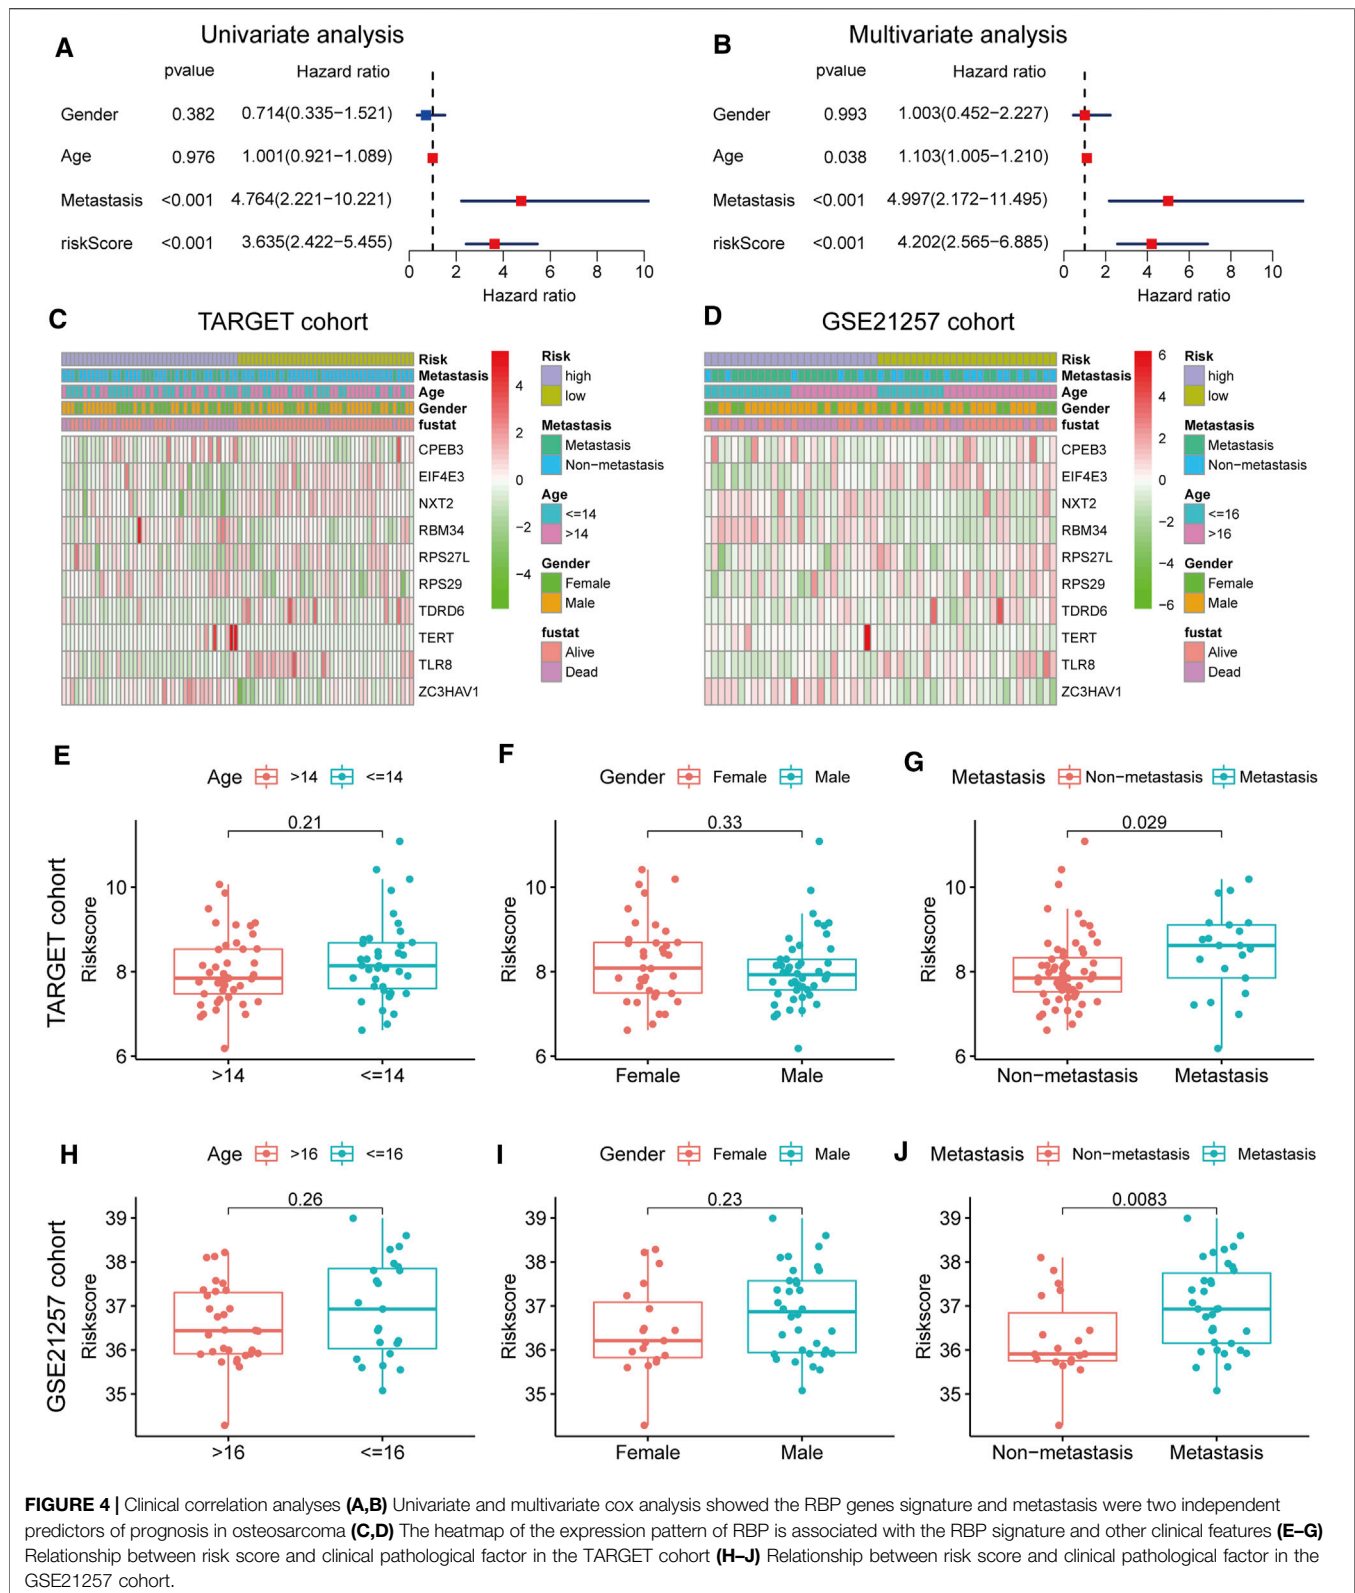 A
Univariate analysis
pvalue Hazard ratio
Gender 0.382 0.714(0.335−1.521)
Age 0.976 1.001(0.921−1.089)
Metastasis <0.001 4.764(2.221−10.221)
riskScore <0.001 3.635(2.422−5.455)
0 2 4 6 8 10
Hazard ratio
B
Multivariate analysis
pvalue Hazard ratio
Gender 0.993 1.003(0.452−2.227)
Age 0.038 1.103(1.005−1.210)
Metastasis <0.001 4.997(2.172−11.495)
riskScore <0.001 4.202(2.565−6.885)
0 2 4 6 8 10
Hazard ratio
C
TARGET cohort
Risk
Metastasis
Age
Gender
fustat
CPEB3
EIF4E3
NXT2
RBM34
RPS27L
RPS29
TDRD6
TERT
TLR8
ZC3HAV1
4
2
0
−2
−4
Risk
high
low
Metastasis
Metastasis
Non−metastasis
Age
<=14
>14
Gender
Female
Male
fustat
Alive
Dead
D
GSE21257 cohort
Risk
Metastasis
Age
Gender
fustat
CPEB3
EIF4E3
NXT2
RBM34
RPS27L
RPS29
TDRD6
TERT
TLR8
ZC3HAV1
6
4
2
0
−2
−4
−6
Risk
high
low
Metastasis
Metastasis
Non−metastasis
Age
<=16
>16
Gender
Female
Male
fustat
Alive
Dead
TARGET cohort
E
Age >14 <=14
0.21
Riskscore
10
8
6
>14 <=14
F
Gender Female Male
0.33
Riskscore
10
8
6
Female Male
G
Metastasis Non−metastasis Metastasis
0.029
Riskscore
10
8
6
Non−metastasis Metastasis
GSE21257 cohort
H
Age >16 <=16
0.26
Riskscore
39
38
37
36
35
>16 <=16
I
Gender Female Male
0.23
Riskscore
39
38
37
36
35
Female Male
J
Metastasis Non−metastasis Metastasis
0.0083
Riskscore
39
38
37
36
35
Non−metastasis Metastasis
FIGURE 4 | Clinical correlation analyses (A,B) Univariate and multivariate cox analysis showed the RBP genes signature and metastasis were two independent
predictors of prognosis in osteosarcoma (C,D) The heatmap of the expression pattern of RBP is associated with the RBP signature and other clinical features (E–G)
Relationship between risk score and clinical pathological factor in the TARGET cohort (H–J) Relationship between risk score and clinical pathological factor in the
GSE21257 cohort.